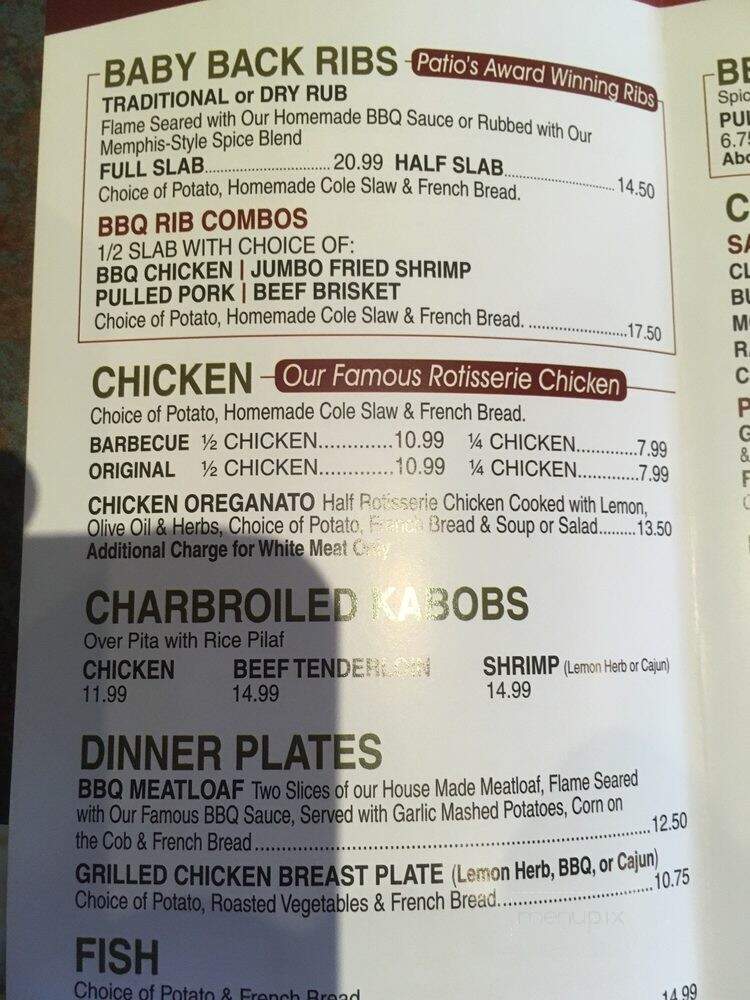 BABY BACK RIBS Patio's Award Winning Ribs
TRADITIONAL or DRY RUB
Flame Seared with Our Homemade BBQ Sauce or Rubbed with Our
Memphis-Style Spice Blend
FULL SLAB............................20.99 HALF SLAB........................14.50
Choice of Potato, Homemade Cole Slaw & French Bread.
BBQ RIB COMBOS
1/2 SLAB WITH CHOICE OF:
BBQ CHICKEN | JUMBO FRIED SHRIMP
PULLED PORK | BEEF BRISKET
Choice of Potato, Homemade Cole Slaw & French Bread. ......................17.50
CHICKEN Our Famous Rotisserie Chicken
Choice of Potato, Homemade Cole Slaw & French Bread.
BARBECUE ½ CHICKEN.............10.99 ¼ CHICKEN............7.99
ORIGINAL ½ CHICKEN.............10.99 ¼ CHICKEN............7.99
CHICKEN OREGANATO Half Rotisserie Chicken Cooked with Lemon,
Olive Oil & Herbs, Choice of Potato, French Bread & Soup or Salad.........13.50
Additional Charge for White Meat Only
CHARBROILED KABOBS
Over Pita with Rice Pilaf
CHICKEN BEEF TENDERLOIN SHRIMP (Lemon Herb or Cajun)
11.99 14.99 14.99
DINNER PLATES
BBQ MEATLOAF Two Slices of our House Made Meatloaf, Flame Seared
with Our Famous BBQ Sauce, Served with Garlic Mashed Potatoes, Corn on
the Cob & French Bread..................................................................12.50
GRILLED CHICKEN BREAST PLATE (Lemon Herb, BBQ, or Cajun)
Choice of Potato, Roasted Vegetables & French Bread..........................10.75
menupix
FISH
Choice of Potato & French Bread 14.99